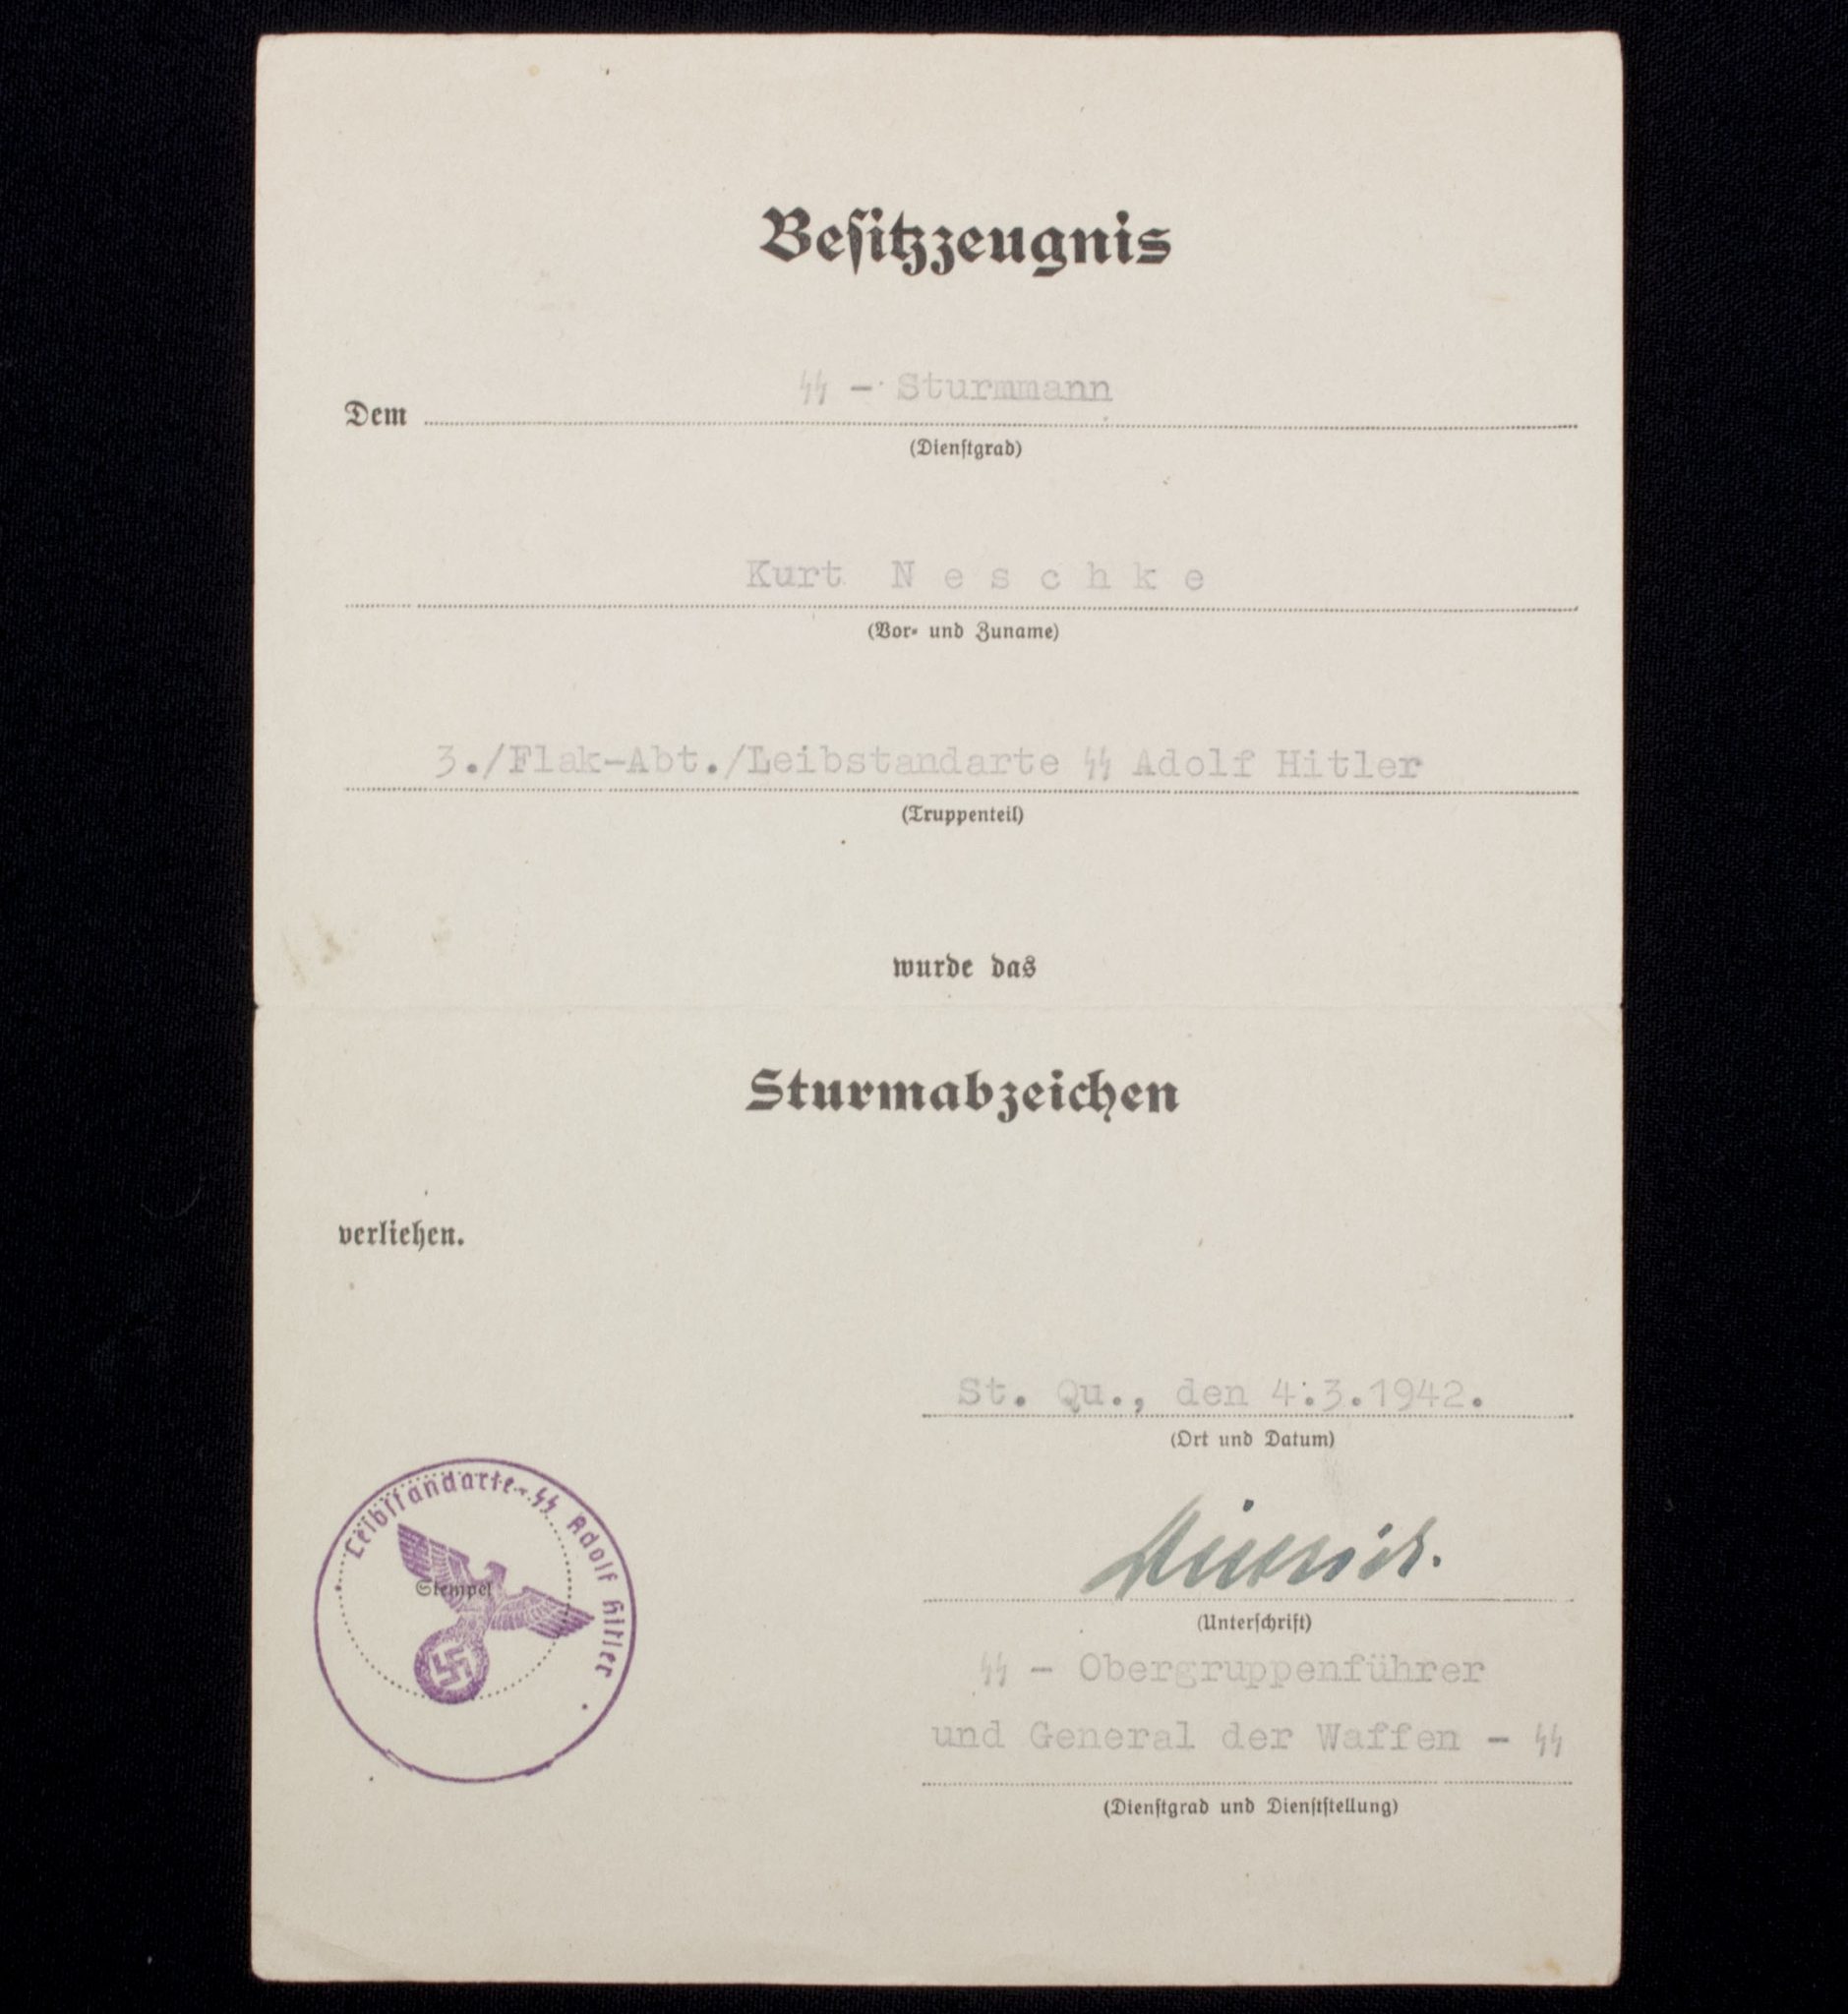 Besitzzeugnis
ᛋᛋ - Sturmmann
Dem
(Dienstgrad)
Kurt N e s c h k e
(Vor- und Zuname)
3./Flak-Abt./Leibstandarte ᛋᛋ Adolf Hitler
(Truppenteil)
wurde das
Sturmabzeichen
verliehen.
St. Qu., den 4.3.1942.
(Ort und Datum)
Leibstandarte-ᛋᛋ Adolf Hitler
Stempel
(Unterschrift)
ᛋᛋ - Obergruppenführer
und General der Waffen - ᛋᛋ
(Dienstgrad und Dienststellung)